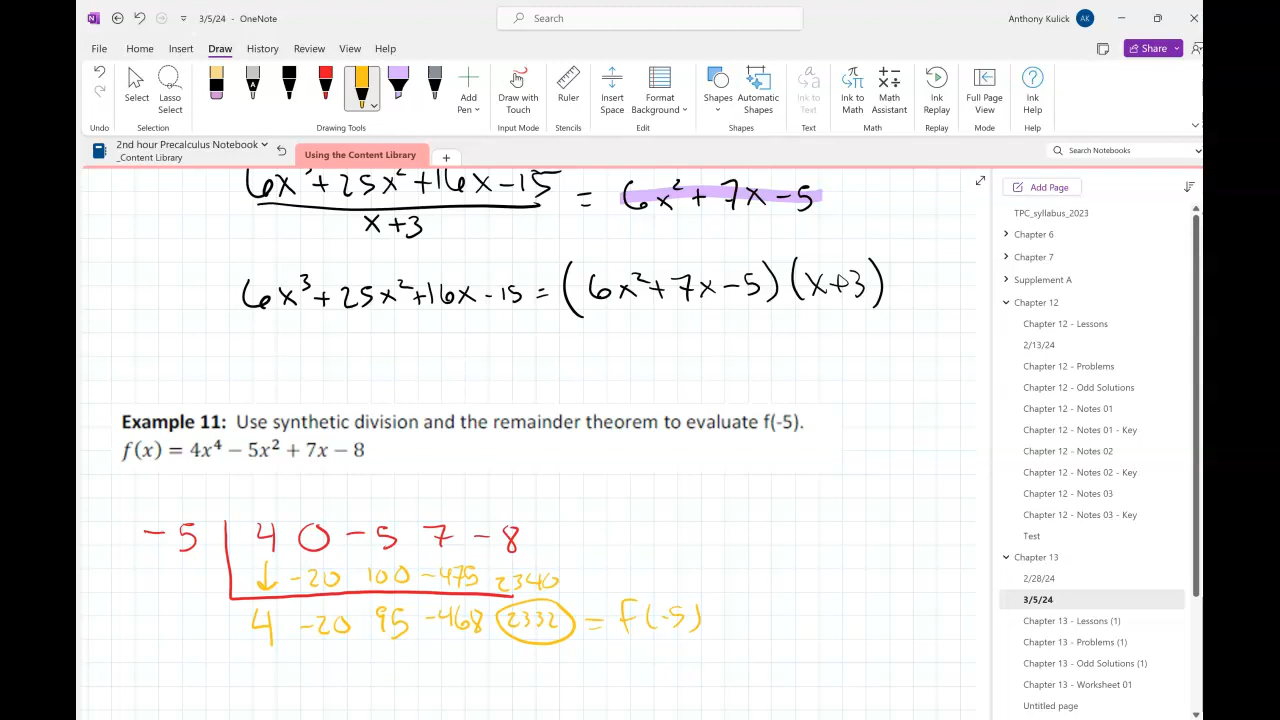 3/5/24 - OneNote
Search
Anthony Kulick
AK
File Home Insert Draw History Review View Help
Share
Undo
Select
Lasso Select
Selection
Add Pen
Drawing Tools
Draw with Touch
Input Mode
Ruler
Stencils
Insert Space
Format Background
Edit
Shapes
Automatic Shapes
Shapes
Ink to Text
Text
Ink to Math
Math Assistant
Math
Ink Replay
Replay
Full Page View
Mode
Ink Help
Help
2nd hour Precalculus Notebook
_Content Library
Using the Content Library
Search Notebooks
6x³ + 25x² + 16x - 15 = 6x² + 7x - 5
x + 3
6x³ + 25x² + 16x - 15 = (6x² + 7x - 5)(x + 3)
Example 11: Use synthetic division and the remainder theorem to evaluate f(-5).
f(x) = 4x⁴ − 5x² + 7x − 8
-5 | 4 0 -5 7 -8
↓ -20 100 -475 2340
4 -20 95 -468 2332 = f(-5)
Add Page
TPC_syllabus_2023
Chapter 6
Chapter 7
Supplement A
Chapter 12
Chapter 12 - Lessons
2/13/24
Chapter 12 - Problems
Chapter 12 - Odd Solutions
Chapter 12 - Notes 01
Chapter 12 - Notes 01 - Key
Chapter 12 - Notes 02
Chapter 12 - Notes 02 - Key
Chapter 12 - Notes 03
Chapter 12 - Notes 03 - Key
Test
Chapter 13
2/28/24
3/5/24
Chapter 13 - Lessons (1)
Chapter 13 - Problems (1)
Chapter 13 - Odd Solutions (1)
Chapter 13 - Worksheet 01
Untitled page